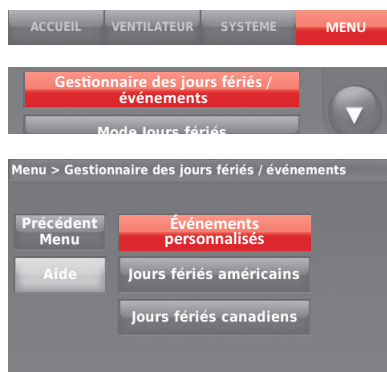 ACCUEIL VENTILATEUR SYSTÈME MENU
Gestionnaire des jours fériés /
événements
Mode Jours fériés
Menu > Gestionnaire des jours fériés / événements
Précédent
Menu
Événements
personnalisés
Aide
Jours fériés américains
Jours fériés canadiens